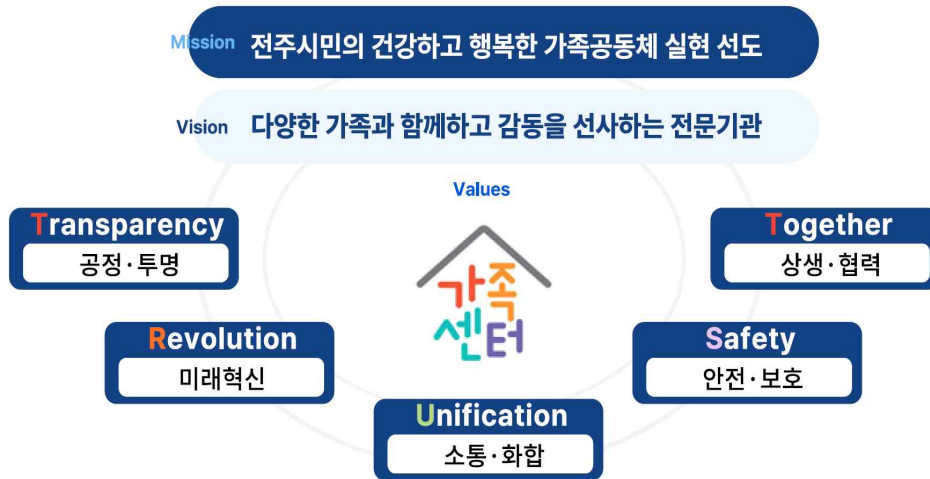 Mission 전주시민의 건강하고 행복한 가족공동체 실현 선도
Vision 다양한 가족과 함께하고 감동을 선사하는 전문기관
Values
Transparency
공정·투명
Together
상생·협력
가족
센터
Revolution
미래혁신
Safety
안전·보호
Unification
소통·화합